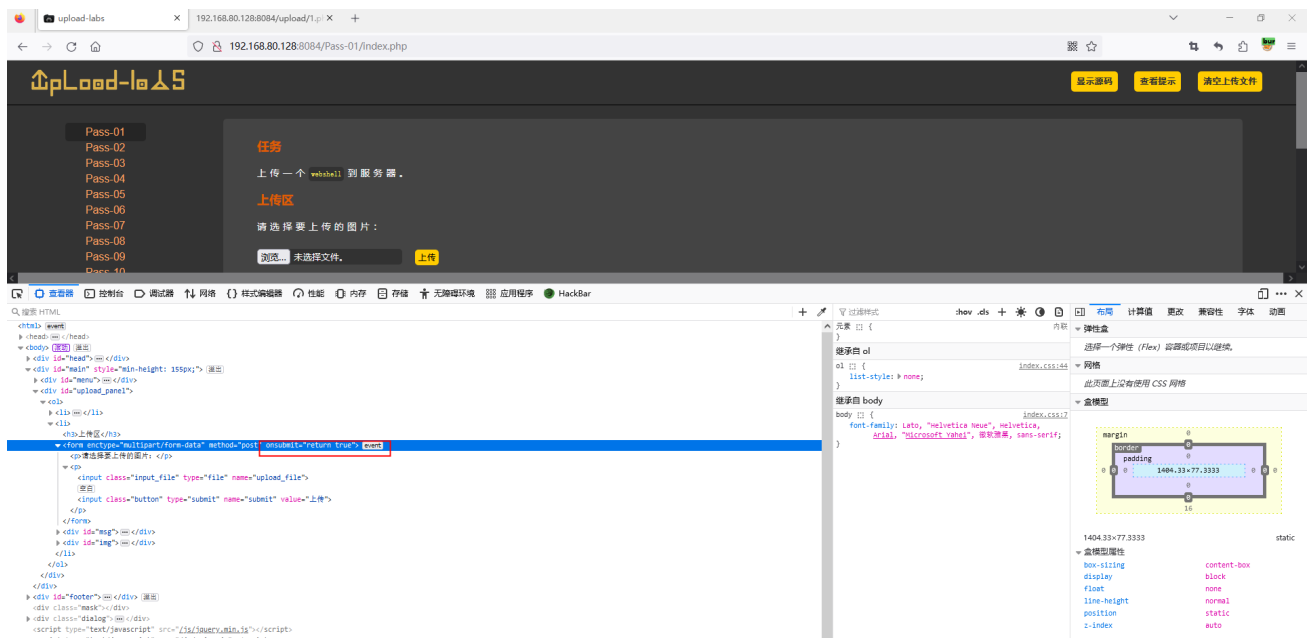 upload-labs
192.168.80.128:8084/upload/1.p
192.168.80.128:8084/Pass-01/index.php
UpLoad-labs
显示源码 查看提示 清空上传文件
Pass-01
Pass-02
Pass-03
Pass-04
Pass-05
Pass-06
Pass-07
Pass-08
Pass-09
Pass-10
任务
上传一个 webshell 到服务器。
上传区
请选择要上传的图片：
浏览... 未选择文件。 上传
查看器 控制台 调试器 网络 {} 样式编辑器 性能 内存 存储 无障碍环境 应用程序 HackBar
搜索 HTML
<html> event
<head> </head>
<body> 滚动 溢出
<div id="head"> </div>
<div id="main" style="min-height: 155px;"> 溢出
<div id="menu"> </div>
<div id="upload_panel">
<ol>
<li> </li>
<li>
<h3>上传区</h3>
<form enctype="multipart/form-data" method="post" onsubmit="return true"> event
<p>请选择要上传的图片：</p>
<p>
<input class="input_file" type="file" name="upload_file">
空白
<input class="button" type="submit" name="submit" value="上传">
</p>
</form>
<div id="msg"> </div>
<div id="img"> </div>
</li>
</ol>
</div>
</div>
<div id="footer"> </div> 溢出
<div class="mask"></div>
<div class="dialog"> </div>
<script type="text/javascript" src="/js/jquery.min.js"></script>
过滤样式 :hov .cls
元素 { 内联
}
继承自 ol
ol { index.css:44
list-style: none;
}
继承自 body
body { index.css:7
font-family: Lato, "Helvetica Neue", Helvetica,
Arial, "Microsoft Yahei", 微软雅黑, sans-serif;
}
布局 计算值 更改 兼容性 字体 动画
弹性盒
选择一个弹性（Flex）容器或项目以继续。
网格
此页面上没有使用 CSS 网格
盒模型
margin 0
border 0
padding 0
0 0 0 1404.33×77.3333 0 0 0
0
0
16
1404.33×77.3333 static
盒模型属性
box-sizing content-box
display block
float none
line-height normal
position static
z-index auto